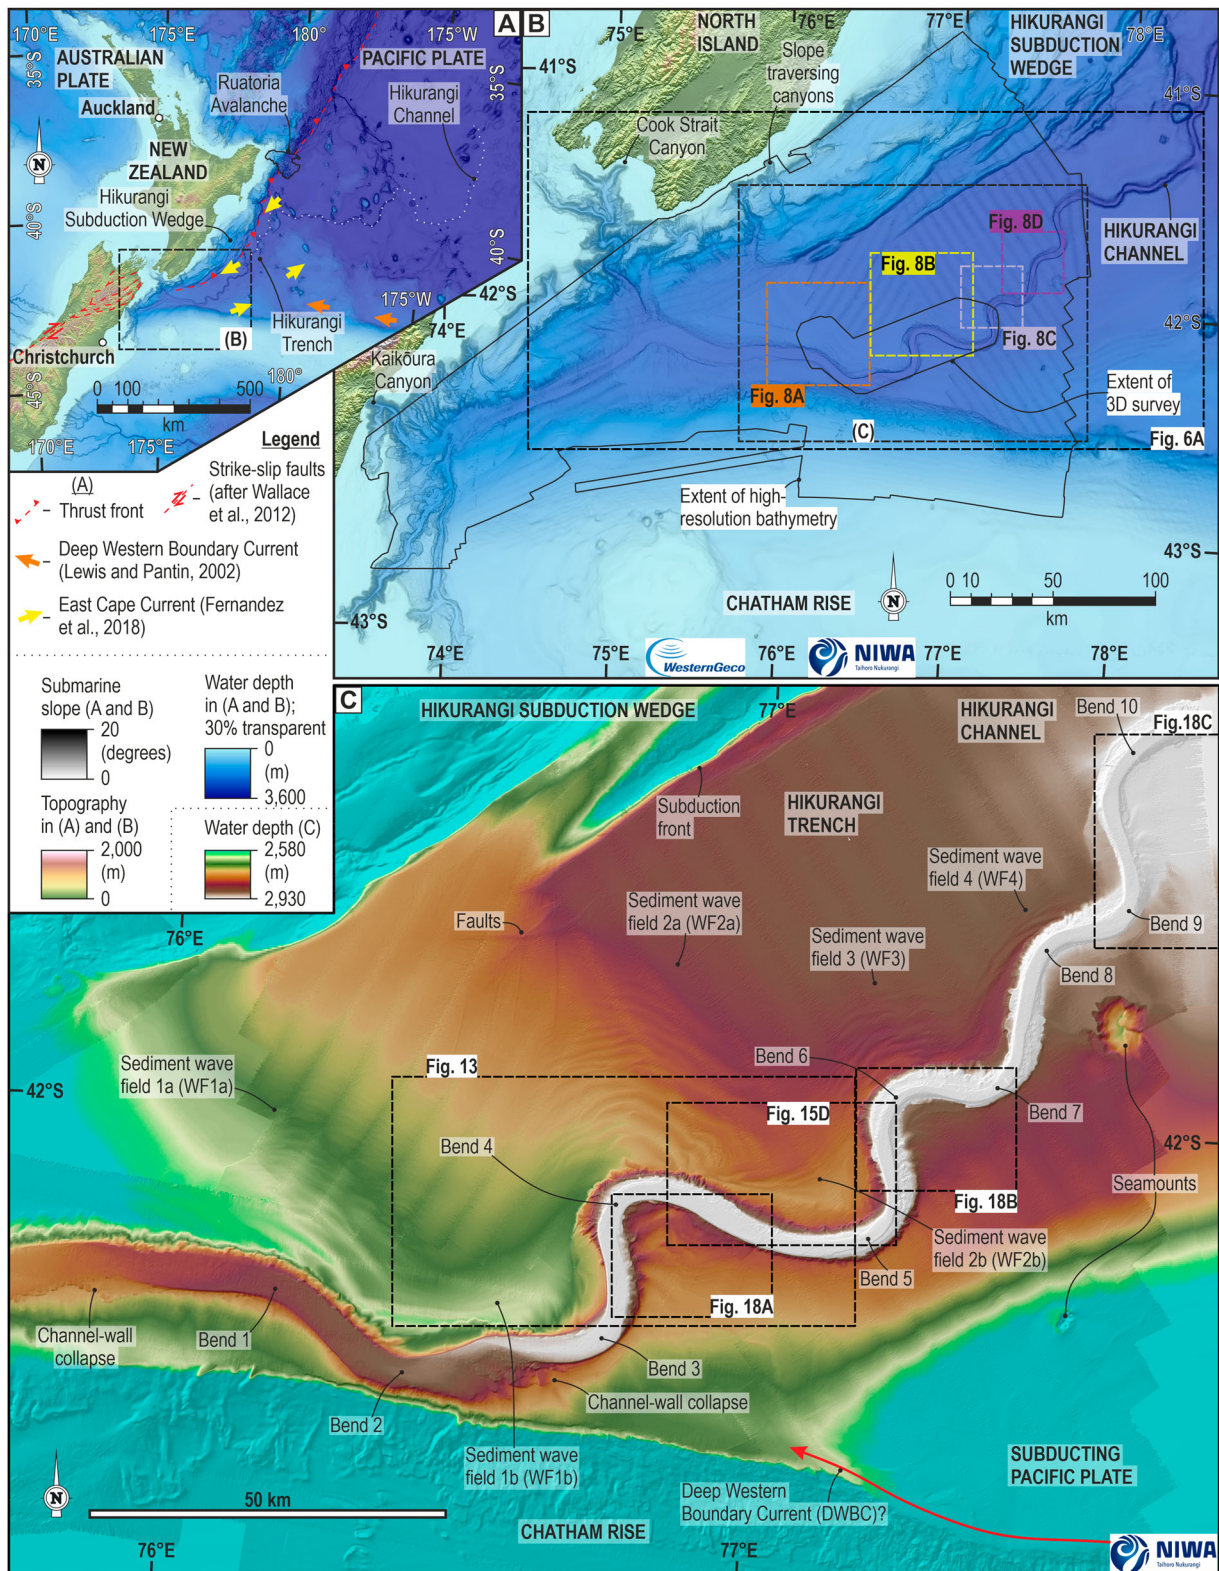 A
170°E
175°E
180°
175°W
AUSTRALIAN
PLATE
PACIFIC PLATE
35°S
35°S
Ruatoria
Avalanche
Hikurangi
Channel
Auckland
N
NEW
ZEALAND
Hikurangi
Subduction Wedge
40°S
40°S
175°W
Hikurangi
Trench
(B)
Christchurch
180°
0 100 500
km
45°S
170°E
175°E
Legend
(A)
Thrust front
Strike-slip faults
(after Wallace
et al., 2012)
Deep Western Boundary Current
(Lewis and Pantin, 2002)
East Cape Current (Fernandez
et al., 2018)
Submarine
slope (A and B)
20
(degrees)
0
Water depth
in (A and B);
30% transparent
0
(m)
3,600
Topography
in (A) and (B)
2,000
(m)
0
Water depth (C)
2,580
(m)
2,930
B
75°E
NORTH
ISLAND
76°E
77°E
HIKURANGI
SUBDUCTION
WEDGE
78°E
41°S
41°S
Slope
traversing
canyons
Cook Strait
Canyon
Fig. 8D
HIKURANGI
CHANNEL
Fig. 8B
42°S
42°S
74°E
Fig. 8C
Kaikōura
Canyon
Extent of
3D survey
Fig. 8A
(C)
Fig. 6A
Extent of high-
resolution bathymetry
43°S
43°S
N
0 10 50 100
km
CHATHAM RISE
WesternGeco
NIWA
Taihoro Nukurangi
74°E
75°E
76°E
77°E
78°E
C
HIKURANGI SUBDUCTION WEDGE
77°E
HIKURANGI
CHANNEL
Bend 10
Fig.18C
Subduction
front
HIKURANGI
TRENCH
Sediment wave
field 4 (WF4)
Sediment wave
field 2a (WF2a)
Faults
Bend 9
76°E
Sediment wave
field 3 (WF3)
Bend 8
Bend 6
Sediment wave
field 1a (WF1a)
Fig. 13
42°S
Fig. 15D
Bend 7
42°S
Bend 4
Seamounts
Fig. 18B
Sediment wave
field 2b (WF2b)
Bend 5
Fig. 18A
Channel-wall
collapse
Bend 1
Bend 3
Channel-wall collapse
Bend 2
Sediment wave
field 1b (WF1b)
SUBDUCTING
PACIFIC PLATE
N
50 km
Deep Western
Boundary Current (DWBC)?
CHATHAM RISE
NIWA
Taihoro Nukurangi
76°E
77°E